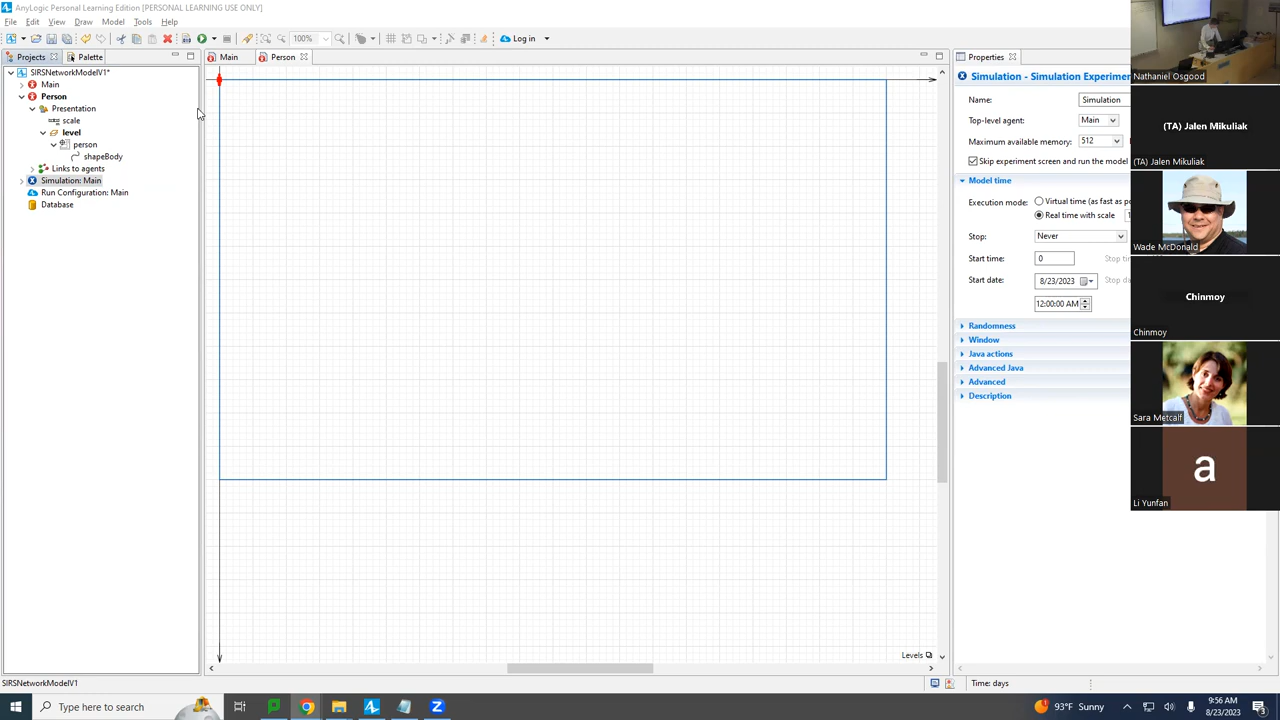 AnyLogic Personal Learning Edition [PERSONAL LEARNING USE ONLY]
File Edit View Draw Model Tools Help
100%
Log in
Projects
Palette
Main
Person
Properties
SIRSNetworkModelV1*
Main
Person
Presentation
scale
level
person
shapeBody
Links to agents
Simulation: Main
Run Configuration: Main
Database
Simulation - Simulation Experimen
Name: Simulation
Top-level agent: Main
Maximum available memory: 512
Skip experiment screen and run the model
Model time
Execution mode: Virtual time (as fast as po
Real time with scale 1
Stop: Never
Start time: 0 Stop tim
Start date: 8/23/2023 Stop da
12:00:00 AM
Randomness
Window
Java actions
Advanced Java
Advanced
Description
Nathaniel Osgood
(TA) Jalen Mikuliak
(TA) Jalen Mikuliak
Wade McDonald
Chinmoy
Chinmoy
Sara Metcalf
a
Li Yunfan
Levels
SIRSNetworkModelV1
Time: days
Type here to search
93°F Sunny
9:56 AM
8/23/2023
3